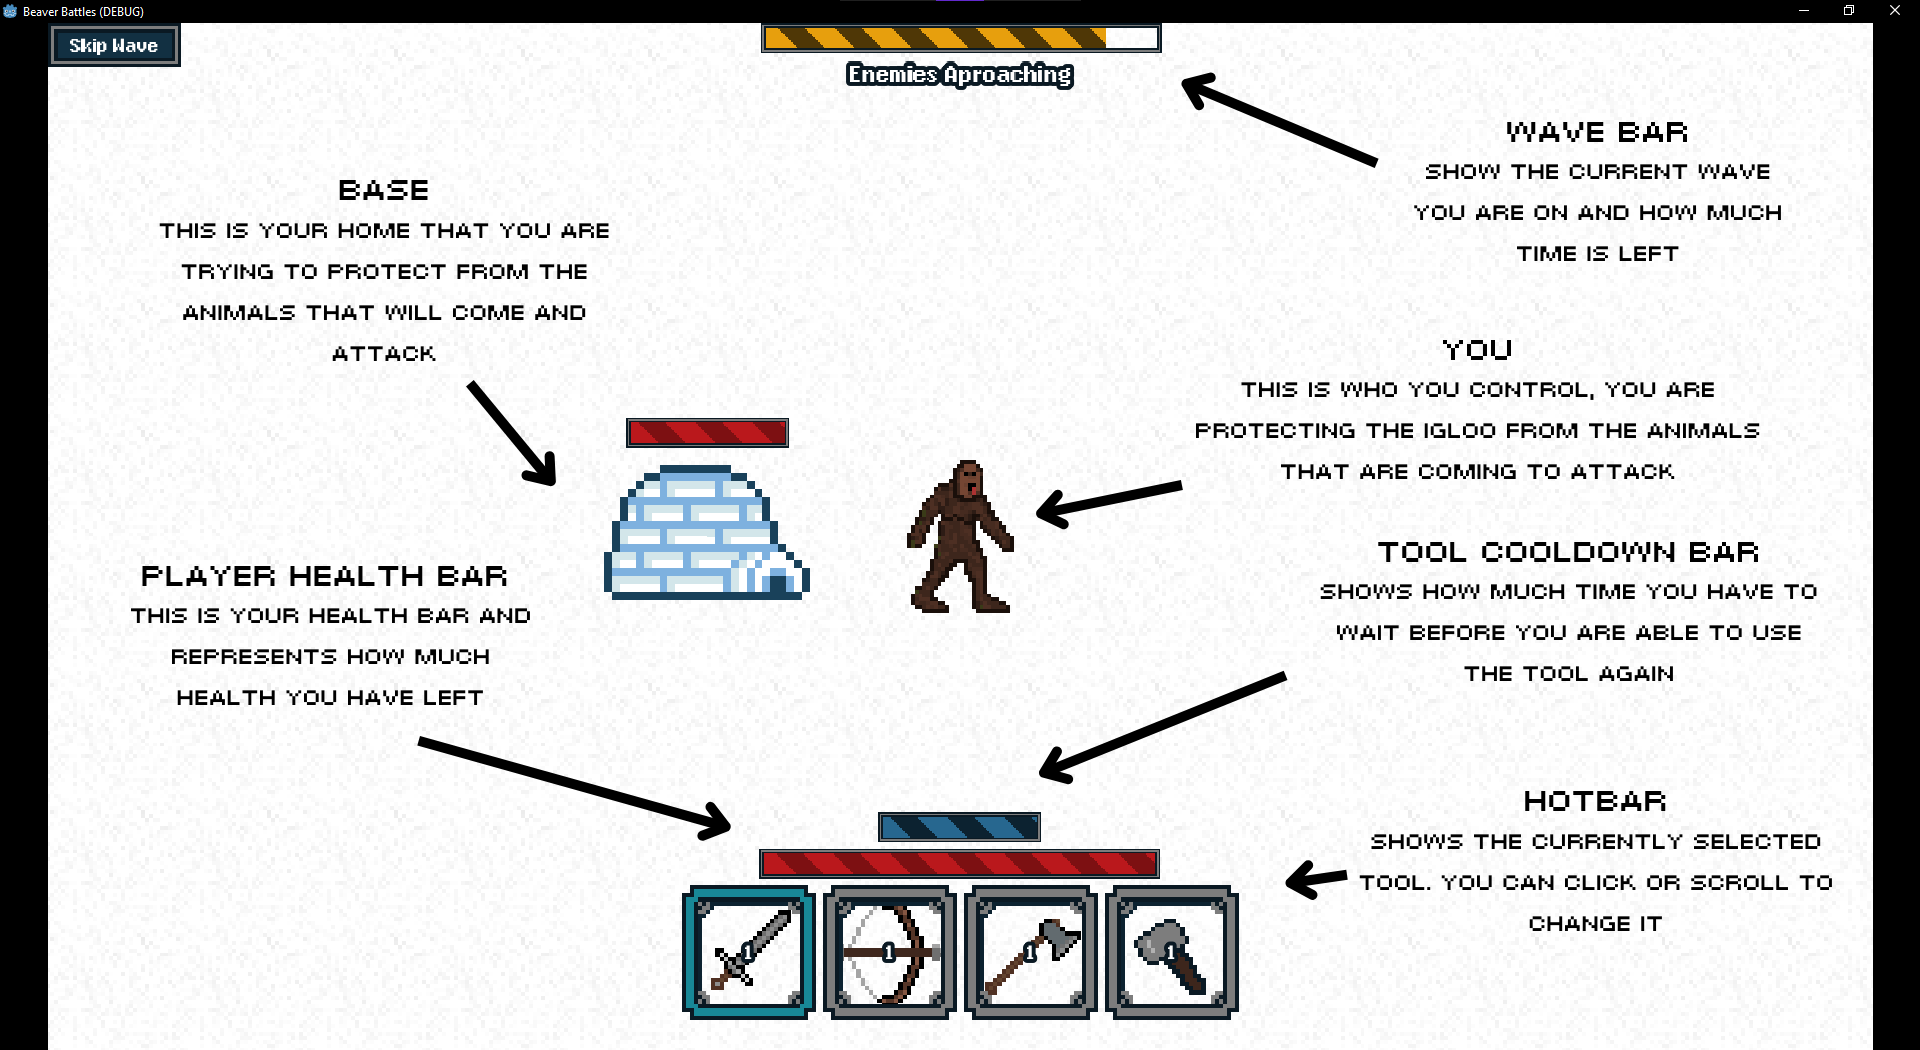 Beaver Battles (DEBUG)
Skip Wave
Enemies Aproaching
WAVE BAR
SHOW THE CURRENT WAVE
YOU ARE ON AND HOW MUCH
TIME IS LEFT
BASE
THIS IS YOUR HOME THAT YOU ARE
TRYING TO PROTECT FROM THE
ANIMALS THAT WILL COME AND
ATTACK
YOU
THIS IS WHO YOU CONTROL, YOU ARE
PROTECTING THE IGLOO FROM THE ANIMALS
THAT ARE COMING TO ATTACK
PLAYER HEALTH BAR
THIS IS YOUR HEALTH BAR AND
REPRESENTS HOW MUCH
HEALTH YOU HAVE LEFT
TOOL COOLDOWN BAR
SHOWS HOW MUCH TIME YOU HAVE TO
WAIT BEFORE YOU ARE ABLE TO USE
THE TOOL AGAIN
HOTBAR
SHOWS THE CURRENTLY SELECTED
TOOL. YOU CAN CLICK OR SCROLL TO
CHANGE IT
1
1
1
1